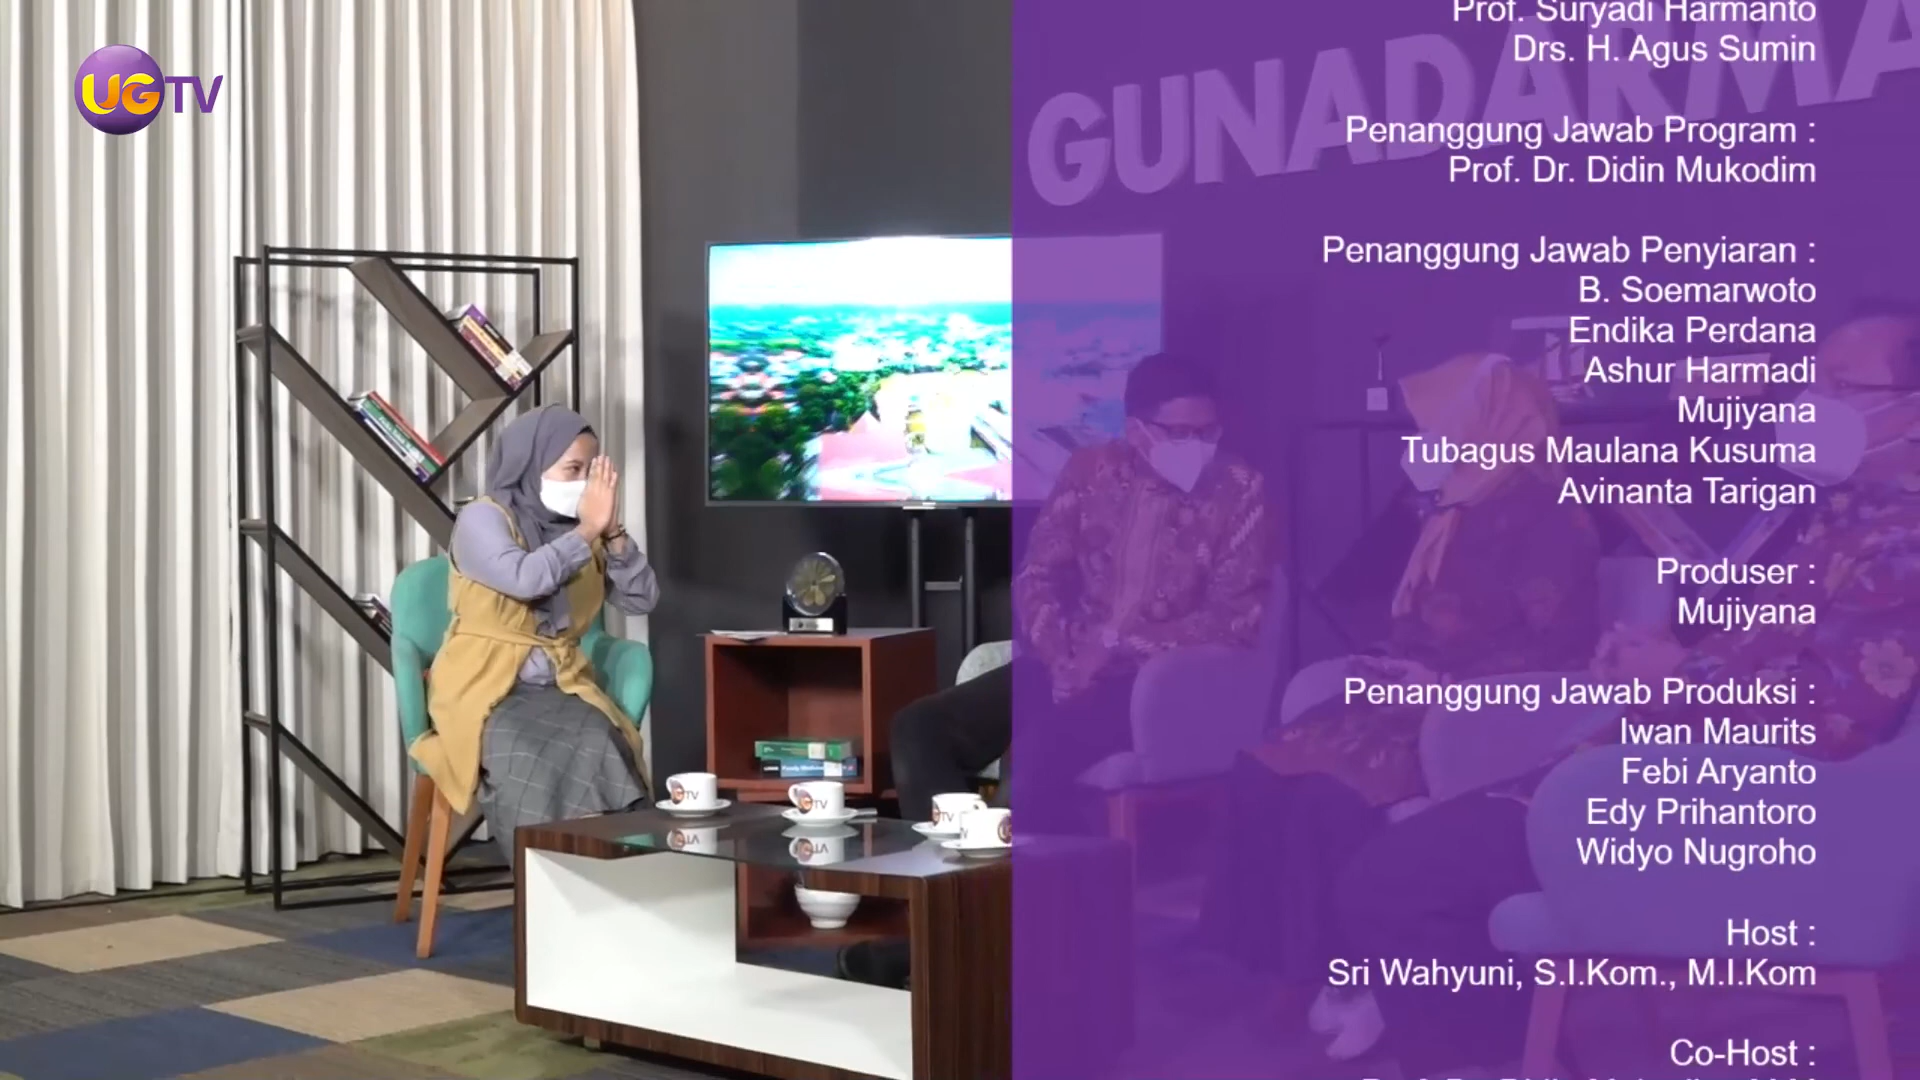 UGTV
GUNADARMA
Prof. Suryadi Harmanto
Drs. H. Agus Sumin
Penanggung Jawab Program :
Prof. Dr. Didin Mukodim
Penanggung Jawab Penyiaran :
B. Soemarwoto
Endika Perdana
Ashur Harmadi
Mujiyana
Tubagus Maulana Kusuma
Avinanta Tarigan
Produser :
Mujiyana
Penanggung Jawab Produksi :
Iwan Maurits
Febi Aryanto
Edy Prihantoro
Widyo Nugroho
Host :
Sri Wahyuni, S.I.Kom., M.I.Kom
Co-Host :
UGTV
UGTV